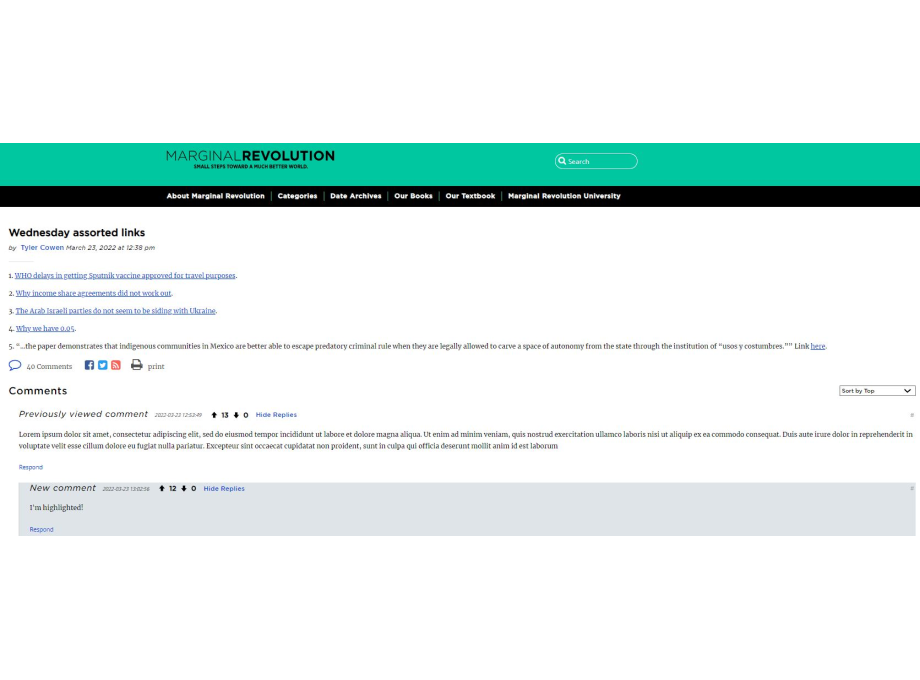 MARGINALREVOLUTION
SMALL STEPS TOWARD A MUCH BETTER WORLD.
Search
About Marginal Revolution | Categories | Date Archives | Our Books | Our Textbook | Marginal Revolution University
Wednesday assorted links
by Tyler Cowen March 23, 2022 at 12:38 pm
1. WHO delays in getting Sputnik vaccine approved for travel purposes.
2. Why income share agreements did not work out.
3. The Arab Israeli parties do not seem to be siding with Ukraine.
4. Why we have 0.05.
5. “...the paper demonstrates that indigenous communities in Mexico are better able to escape predatory criminal rule when they are legally allowed to carve a space of autonomy from the state through the institution of “usos y costumbres.”” Link here.
40 Comments print
Comments
Sort by Top
Previously viewed comment 2022-03-23 12:53:49 13 0 Hide Replies #
Lorem ipsum dolor sit amet, consectetur adipiscing elit, sed do eiusmod tempor incididunt ut labore et dolore magna aliqua. Ut enim ad minim veniam, quis nostrud exercitation ullamco laboris nisi ut aliquip ex ea commodo consequat. Duis aute irure dolor in reprehenderit in
voluptate velit esse cillum dolore eu fugiat nulla pariatur. Excepteur sint occaecat cupidatat non proident, sunt in culpa qui officia deserunt mollit anim id est laborum
Respond
New comment 2022-03-23 13:02:56 12 0 Hide Replies #
I'm highlighted!
Respond